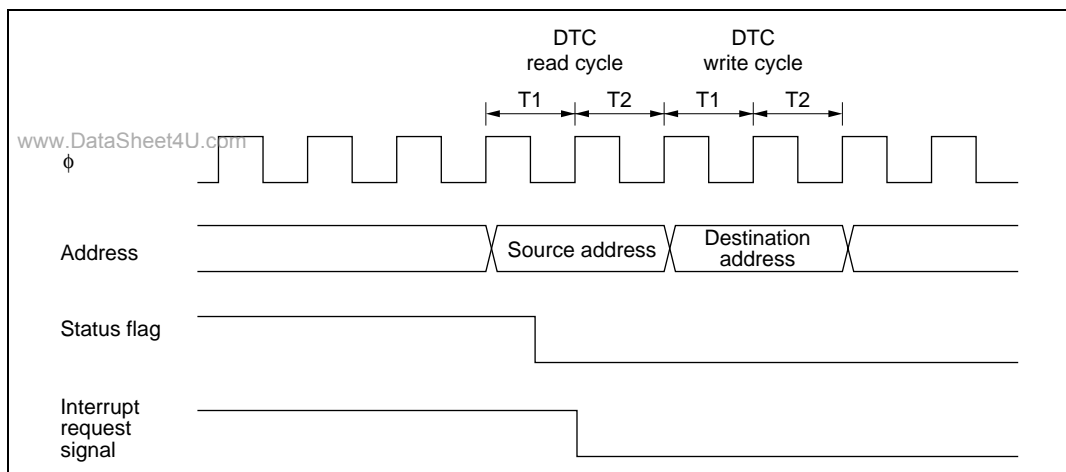 DTC
read cycle
DTC
write cycle
T1
T2
T1
T2
www.DataSheet4U.com
ϕ
Address
Source address
Destination
address
Status flag
Interrupt
request
signal